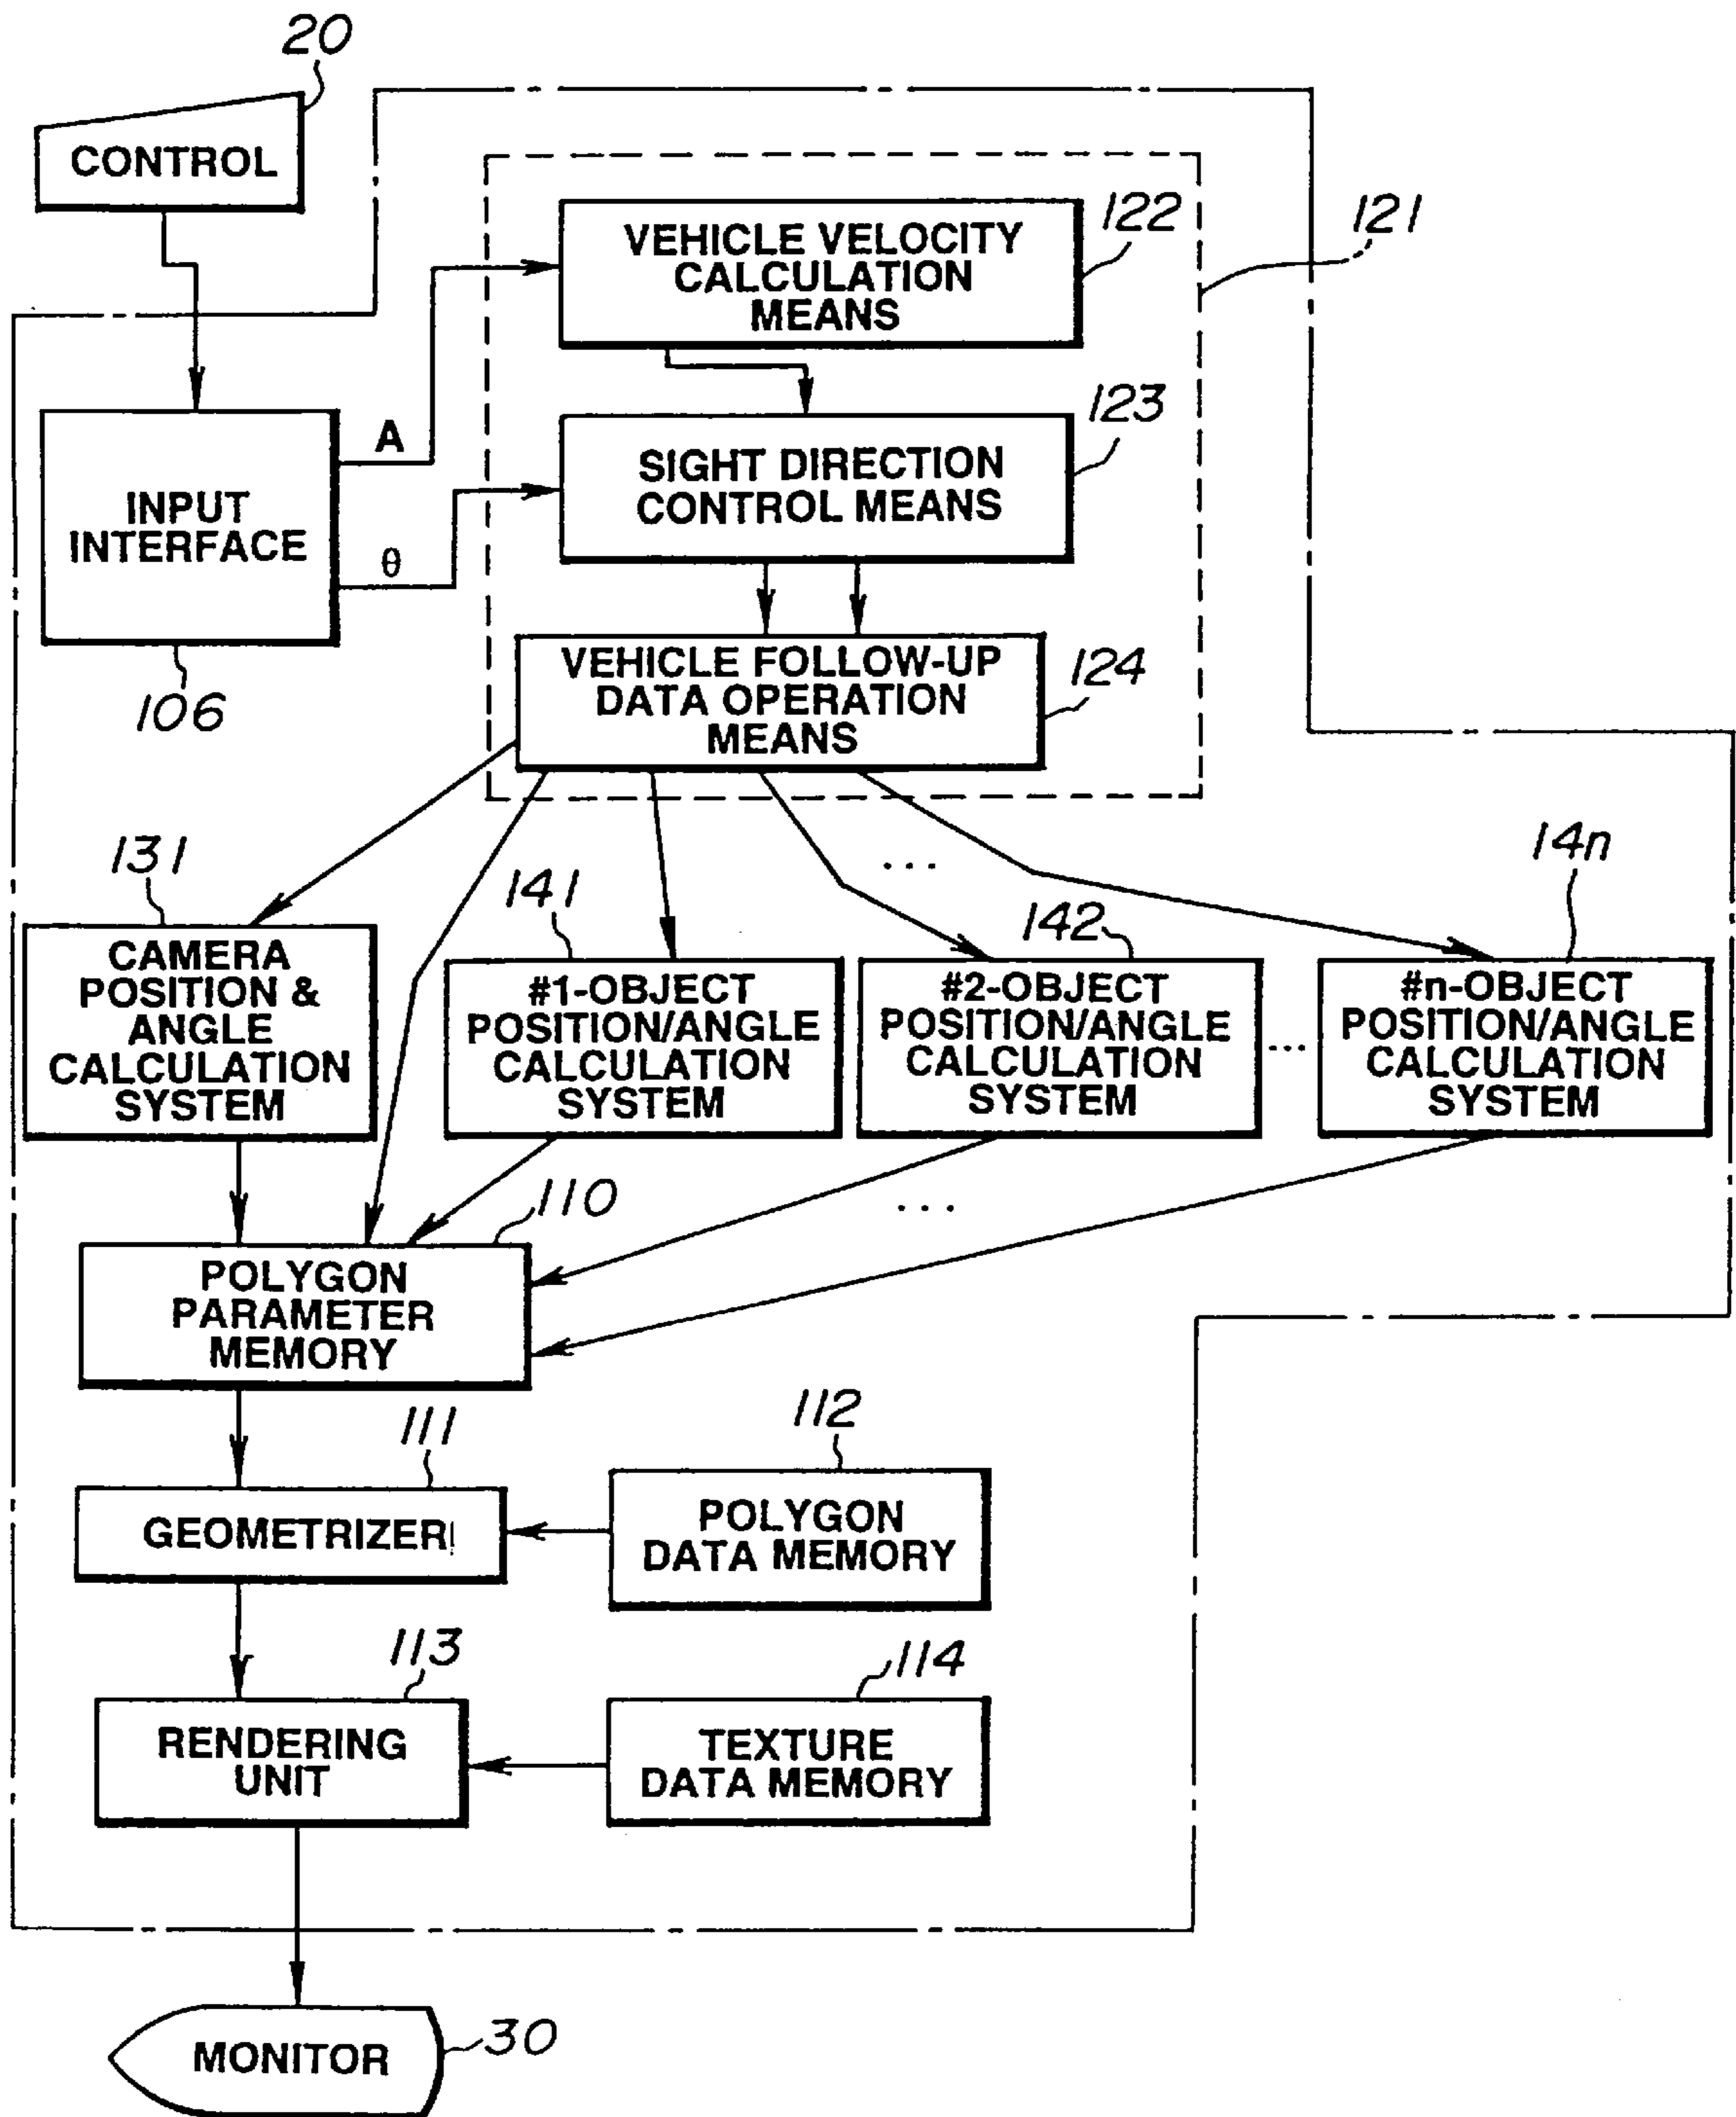 20
CONTROL
122
121
VEHICLE VELOCITY
CALCULATION
MEANS
123
A
SIGHT DIRECTION
CONTROL MEANS
INPUT
INTERFACE
θ
106
VEHICLE FOLLOW-UP
DATA OPERATION
MEANS
124
131
141
...
142
14n
CAMERA
POSITION &
ANGLE
CALCULATION
SYSTEM
#1-OBJECT
POSITION/ANGLE
CALCULATION
SYSTEM
#2-OBJECT
POSITION/ANGLE
CALCULATION
SYSTEM
...
#n-OBJECT
POSITION/ANGLE
CALCULATION
SYSTEM
110
...
POLYGON
PARAMETER
MEMORY
111
112
GEOMETRIZER
POLYGON
DATA MEMORY
113
114
RENDERING
UNIT
TEXTURE
DATA MEMORY
MONITOR
30